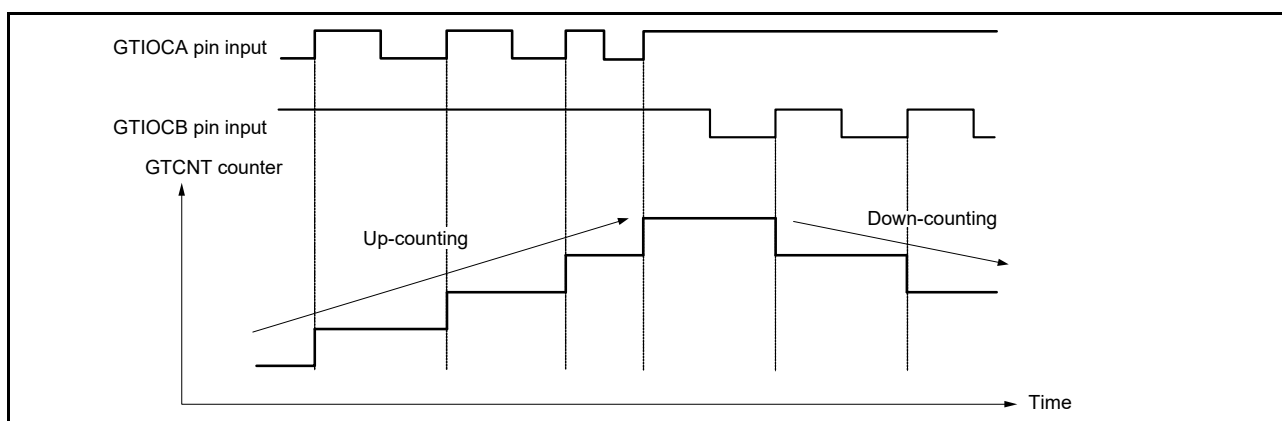 GTIOCA pin input
GTIOCB pin input
GTCNT counter
Up-counting
Down-counting
Time